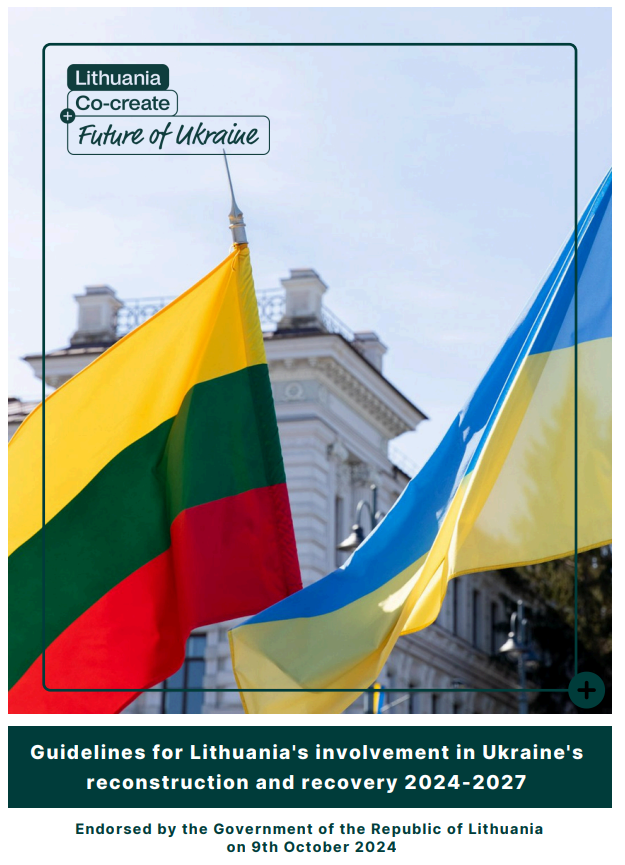 Lithuania
Co-create
Future of Ukraine
Guidelines for Lithuania's involvement in Ukraine's
reconstruction and recovery 2024-2027
Endorsed by the Government of the Republic of Lithuania
on 9th October 2024